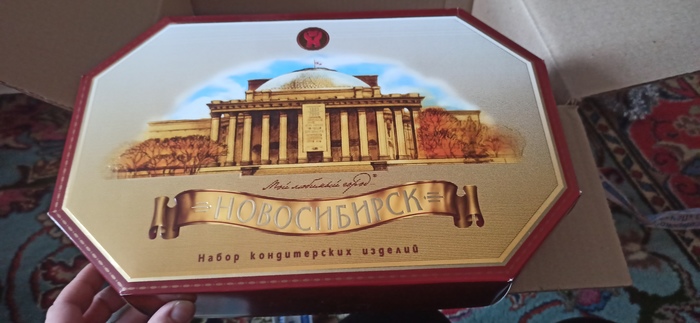 Мой любимый город
НОВОСИБИРСК
Набор кондитерских изделий